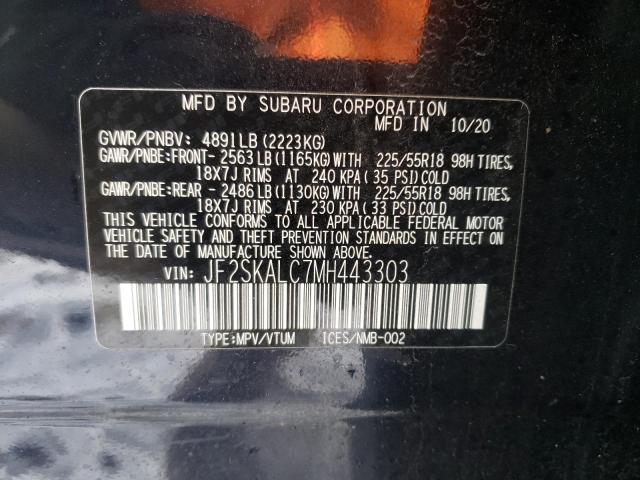 MFD BY SUBARU CORPORATION
MFD IN 10/20
GVWR/PNBV: 4891LB (2223KG)
GAWR/PNBE:FRONT- 2563 LB (1165KG) WITH 225/55R18 98H TIRES,
18X7J RIMS AT 240 KPA ( 35 PSI) COLD
GAWR/PNBE:REAR - 2486 LB (1130KG) WITH 225/55R18 98H TIRES,
18X7J RIMS AT 230 KPA ( 33 PSI) COLD
THIS VEHICLE CONFORMS TO ALL APPLICABLE FEDERAL MOTOR
VEHICLE SAFETY AND THEFT PREVENTION STANDARDS IN EFFECT ON
THE DATE OF MANUFACTURE SHOWN ABOVE.
VIN: JF2SKALC7MH443303
TYPE:MPV/VTUM ICES/NMB-002